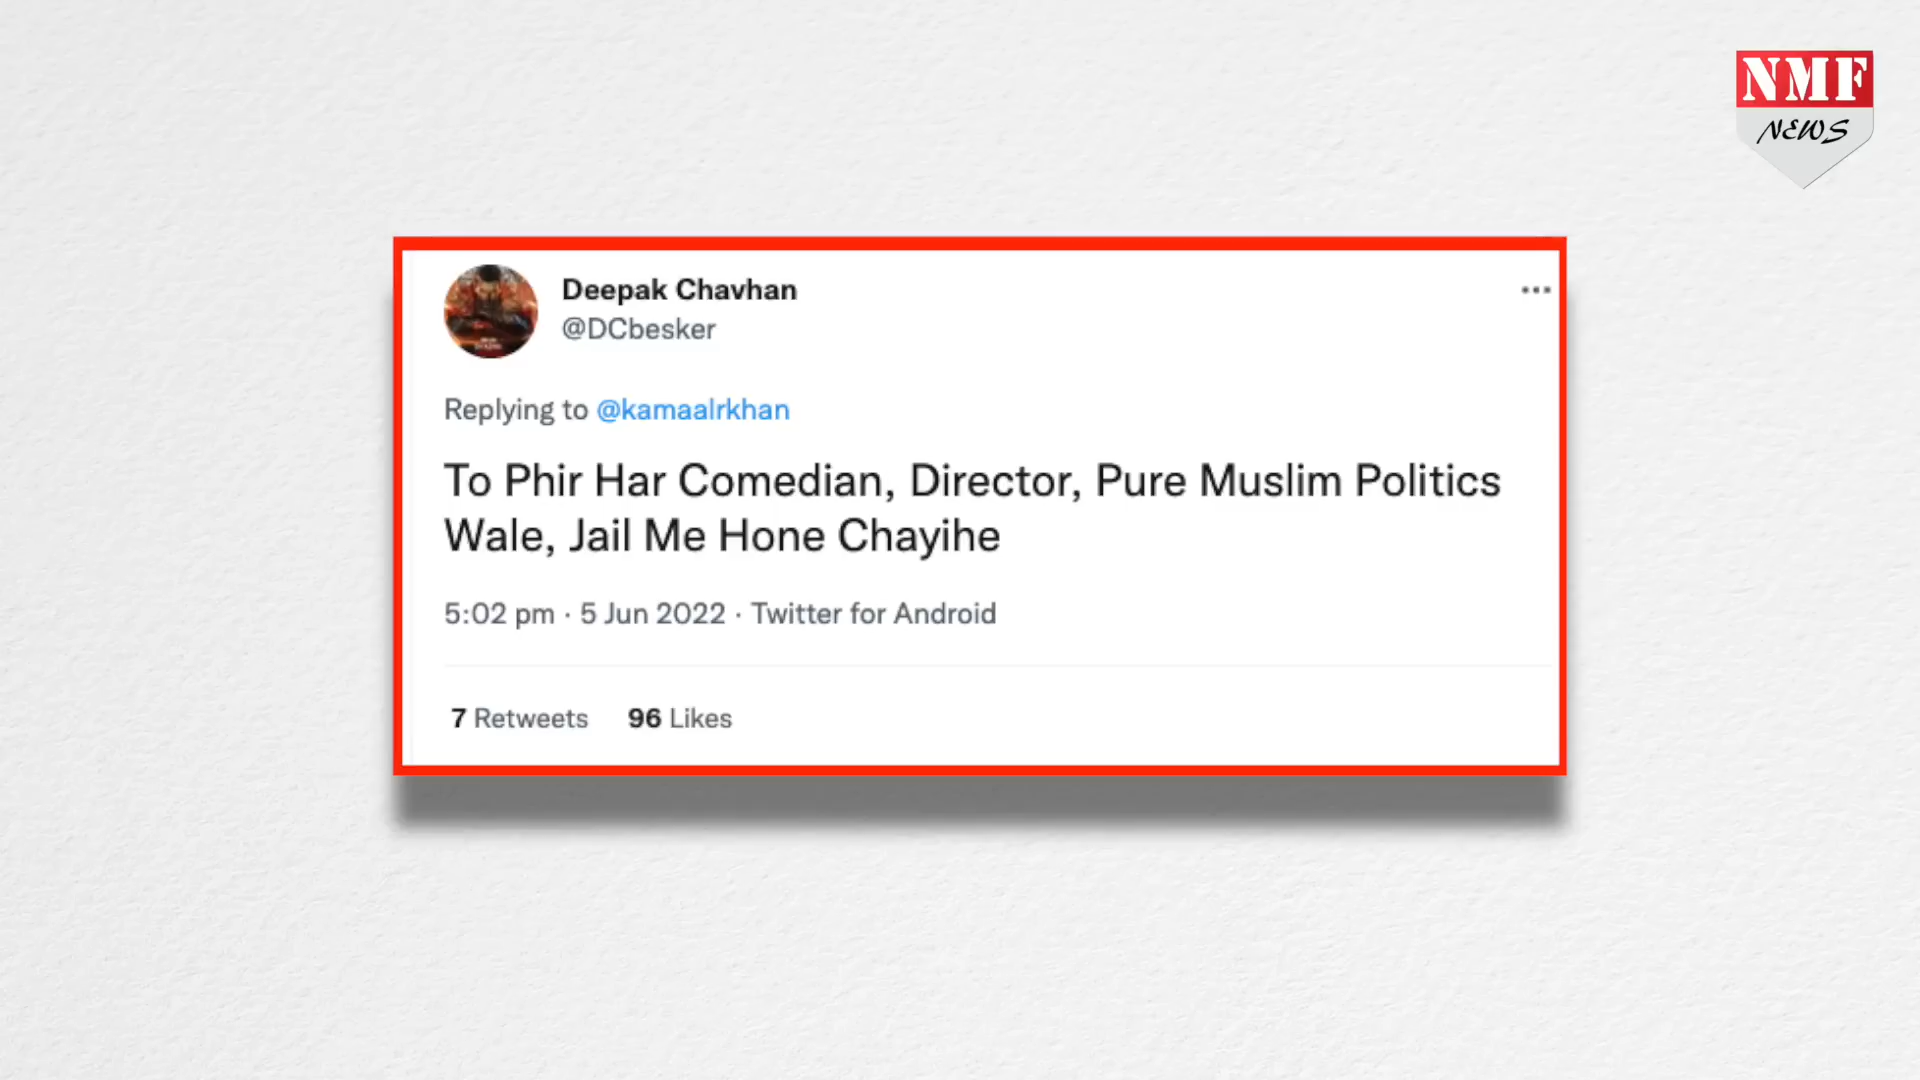 NMF
NEWS
Deepak Chavhan
@DCbesker
Replying to @kamaalrkhan
To Phir Har Comedian, Director, Pure Muslim Politics
Wale, Jail Me Hone Chayihe
5:02 pm · 5 Jun 2022 · Twitter for Android
7 Retweets 96 Likes